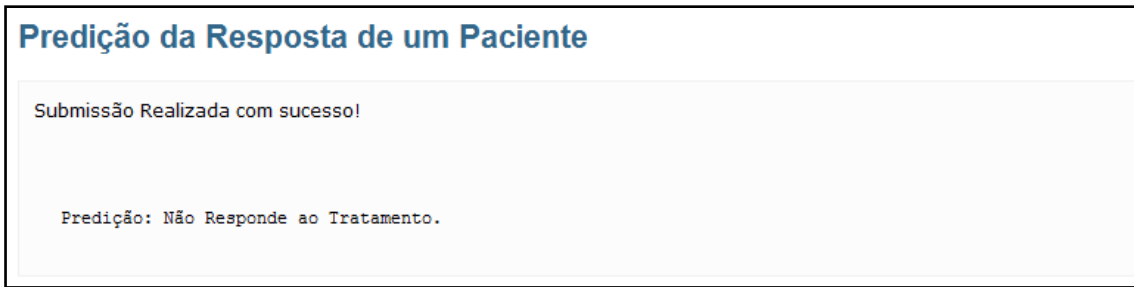 Predição da Resposta de um Paciente
Submissão Realizada com sucesso!
Predição: Não Responde ao Tratamento.